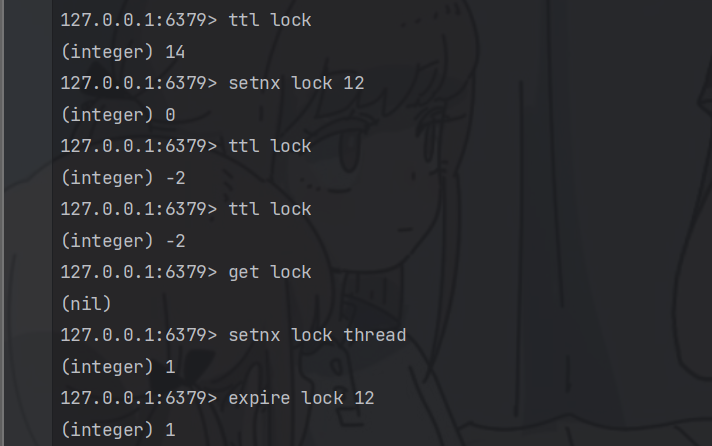 127.0.0.1:6379> ttl lock
(integer) 14
127.0.0.1:6379> setnx lock 12
(integer) 0
127.0.0.1:6379> ttl lock
(integer) -2
127.0.0.1:6379> ttl lock
(integer) -2
127.0.0.1:6379> get lock
(nil)
127.0.0.1:6379> setnx lock thread
(integer) 1
127.0.0.1:6379> expire lock 12
(integer) 1